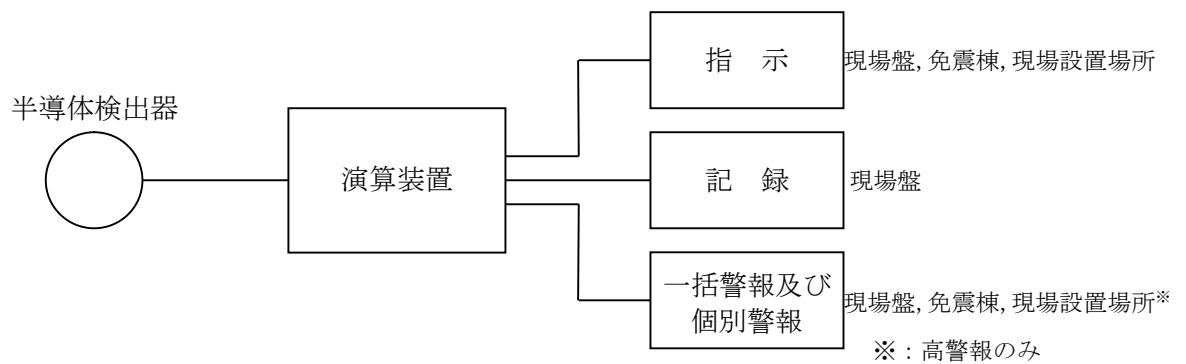 指　示
現場盤, 免震棟, 現場設置場所
半導体検出器
演算装置
記　録
現場盤
一括警報及び
個別警報
現場盤, 免震棟, 現場設置場所※
※：高警報のみ